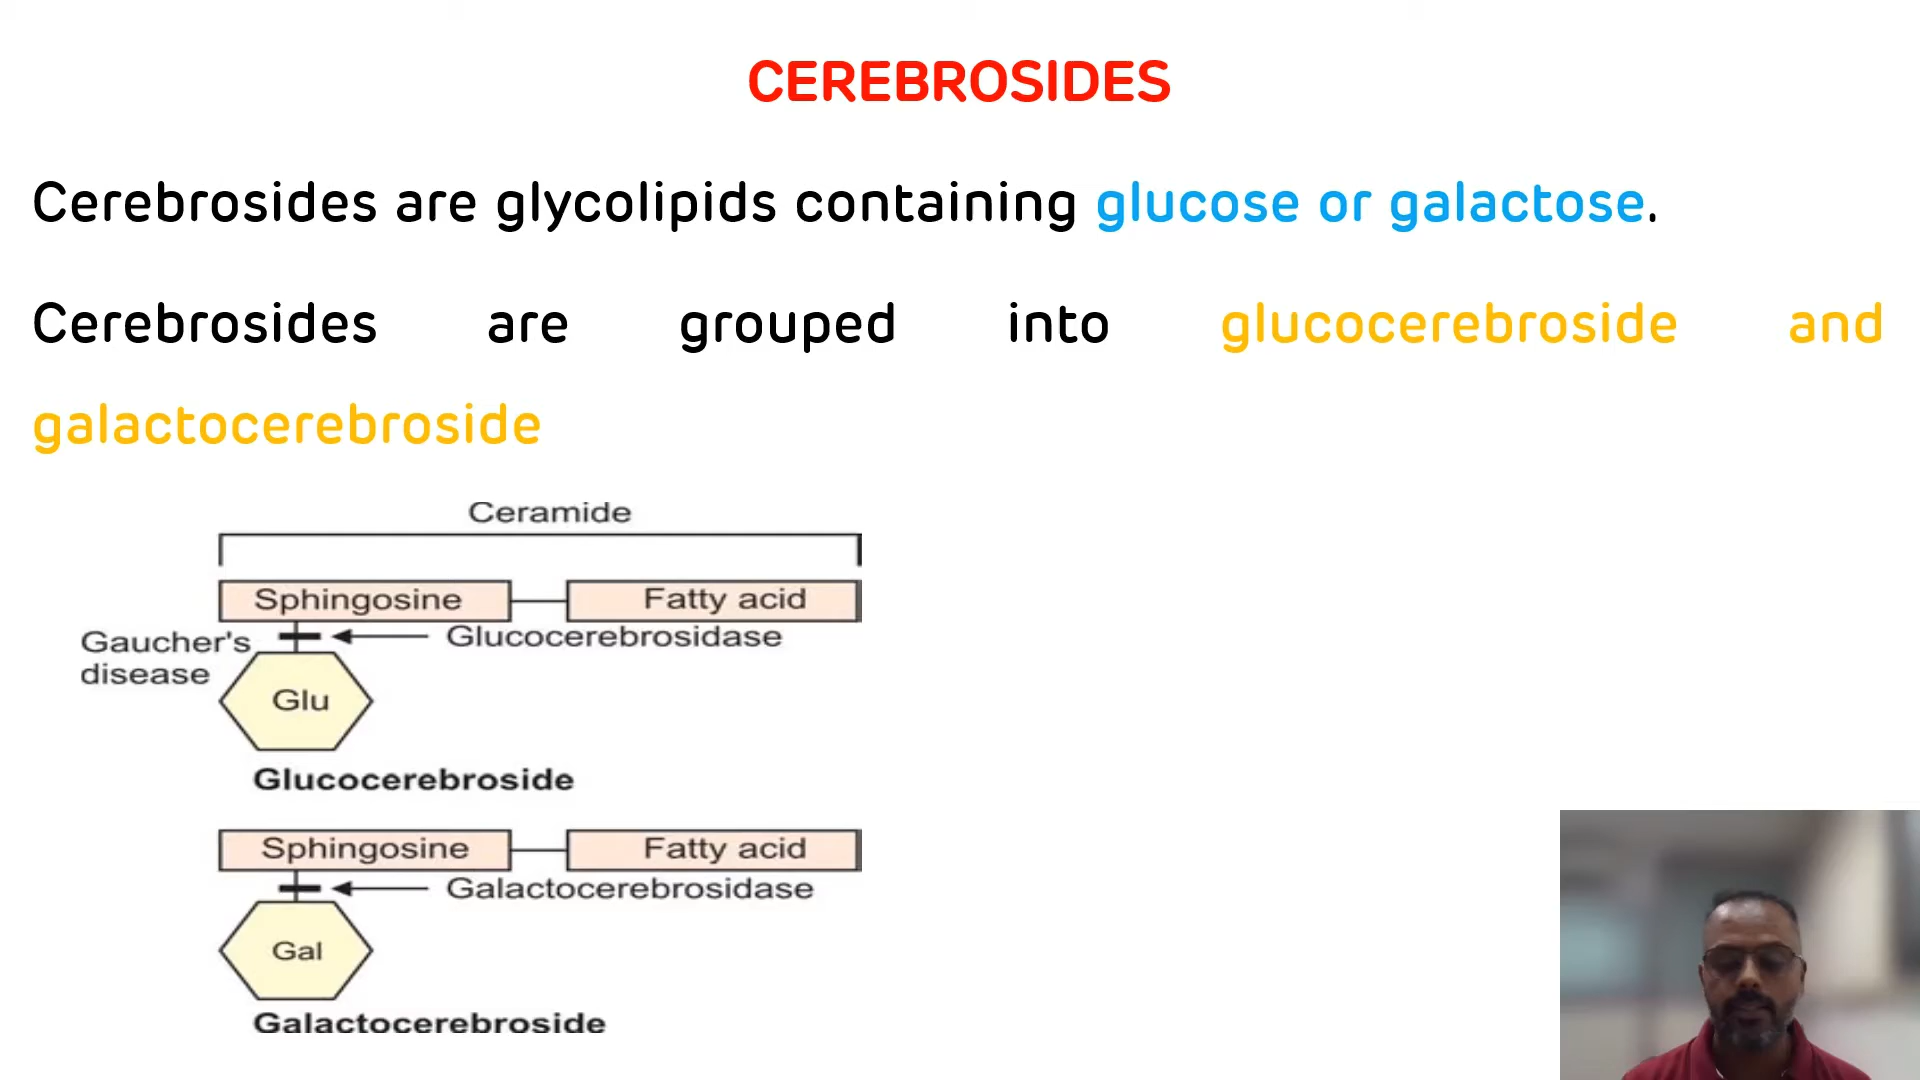 CEREBROSIDES
Cerebrosides are glycolipids containing glucose or galactose.
Cerebrosides are grouped into glucocerebroside and
galactocerebroside
Ceramide
Sphingosine Fatty acid
Gaucher's
disease
Glucocerebrosidase
Glu
Glucocerebroside
Sphingosine Fatty acid
Galactocerebrosidase
Gal
Galactocerebroside